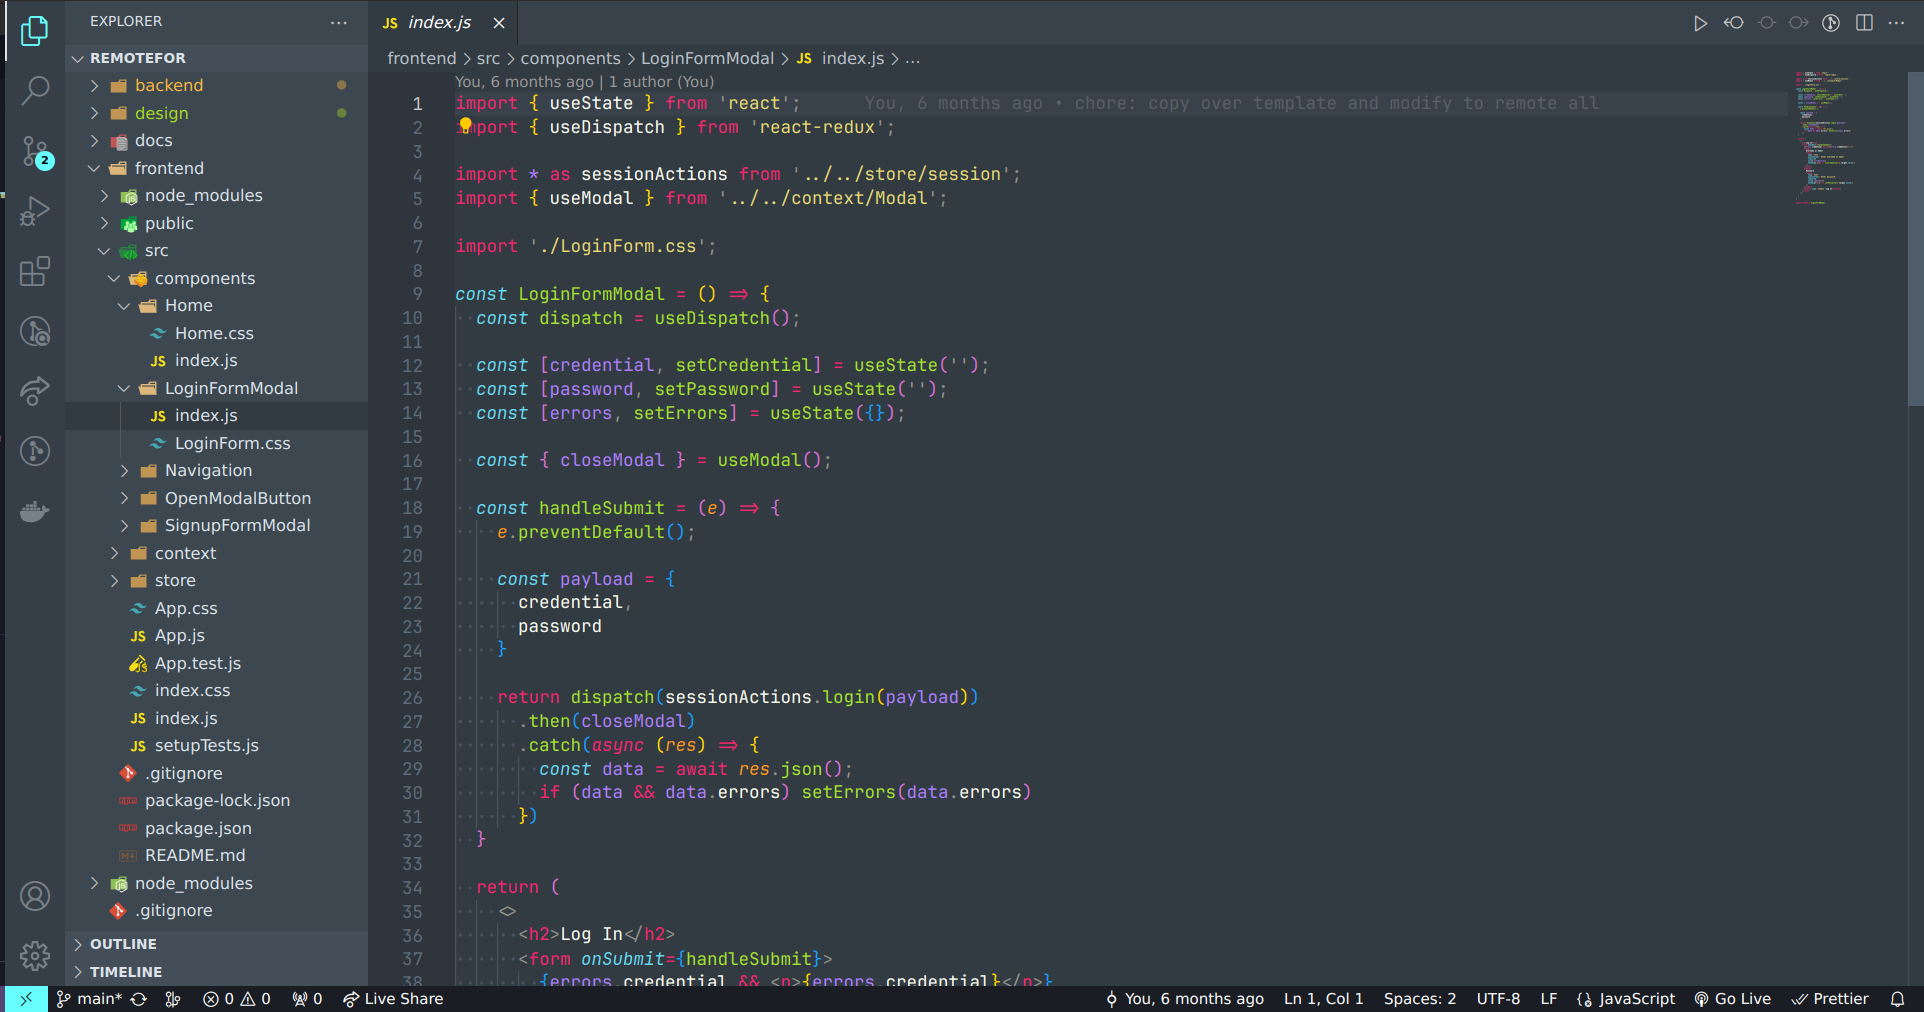 EXPLORER
REMOTEFOR
backend
design
docs
frontend
node_modules
public
src
components
Home
Home.css
JS index.js
LoginFormModal
JS index.js
LoginForm.css
Navigation
OpenModalButton
SignupFormModal
context
store
App.css
JS App.js
App.test.js
index.css
JS index.js
JS setupTests.js
.gitignore
package-lock.json
package.json
README.md
node_modules
.gitignore
OUTLINE
TIMELINE
2
JS index.js
frontend > src > components > LoginFormModal > JS index.js > ...
You, 6 months ago | 1 author (You)
1 import { useState } from 'react'; You, 6 months ago • chore: copy over template and modify to remote all
2 import { useDispatch } from 'react-redux';
3
4 import * as sessionActions from '../../store/session';
5 import { useModal } from '../../context/Modal';
6
7 import './LoginForm.css';
8
9 const LoginFormModal = () => {
10 const dispatch = useDispatch();
11
12 const [credential, setCredential] = useState('');
13 const [password, setPassword] = useState('');
14 const [errors, setErrors] = useState({});
15
16 const { closeModal } = useModal();
17
18 const handleSubmit = (e) => {
19 e.preventDefault();
20
21 const payload = {
22 credential,
23 password
24 }
25
26 return dispatch(sessionActions.login(payload))
27 .then(closeModal)
28 .catch(async (res) => {
29 const data = await res.json();
30 if (data && data.errors) setErrors(data.errors)
31 })
32 }
33
34 return (
35 <>
36 <h2>Log In</h2>
37 <form onSubmit={handleSubmit}>
38 {errors.credential && <p>{errors.credential}</p>}
main* 0 0 0 Live Share You, 6 months ago Ln 1, Col 1 Spaces: 2 UTF-8 LF JavaScript Go Live Prettier